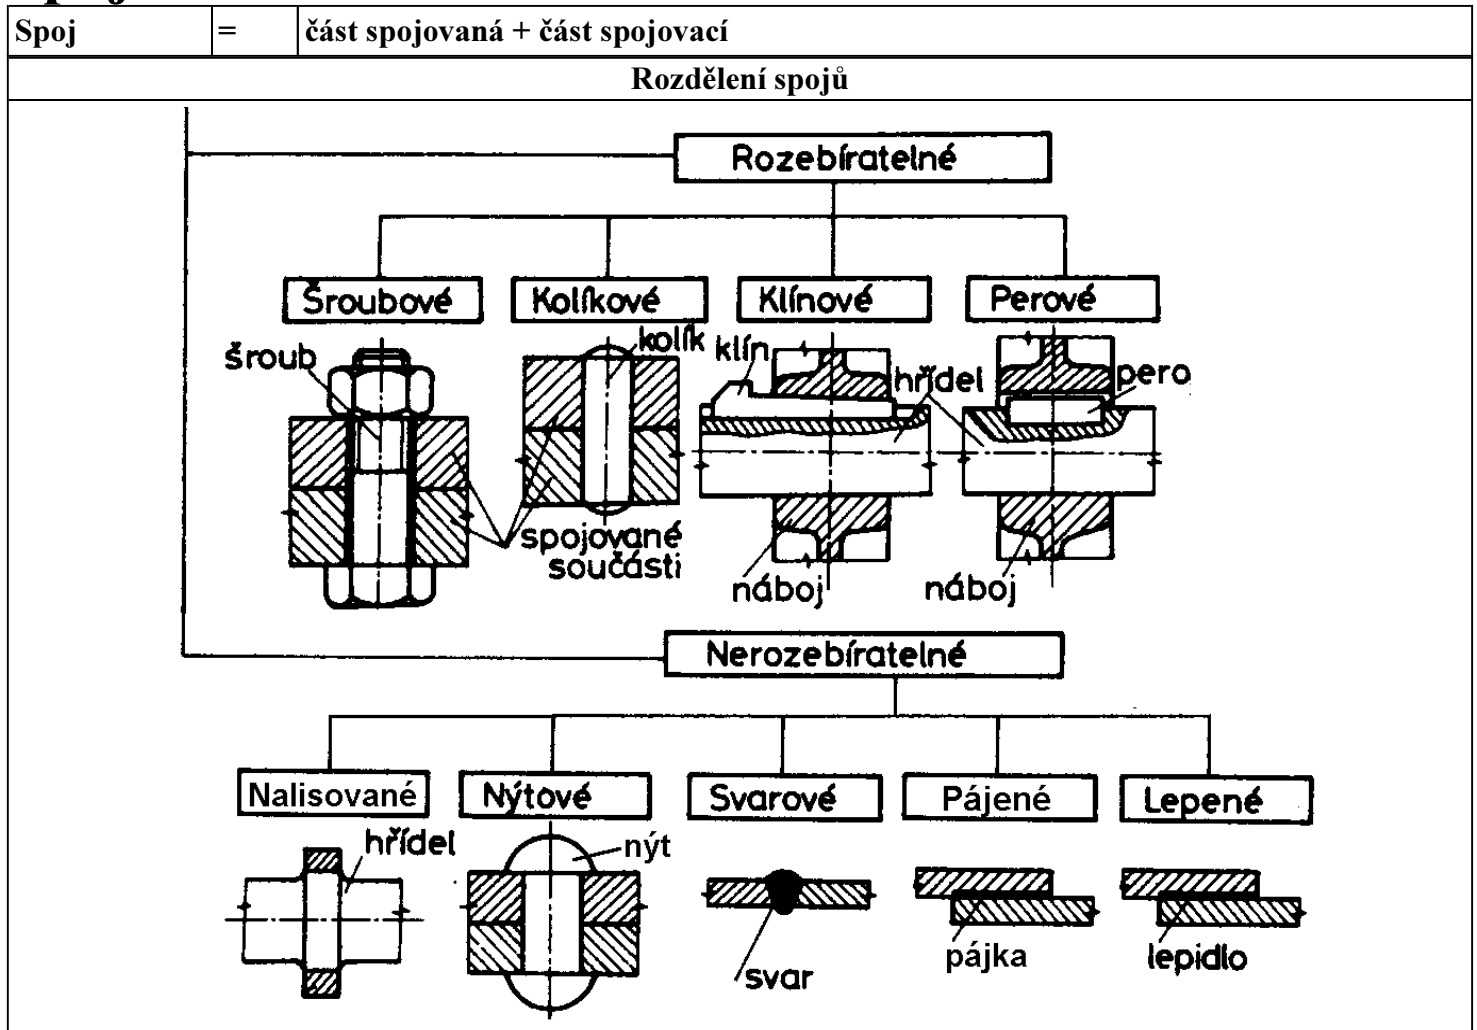 Spoj = část spojovaná + část spojovací
Rozdělení spojů
Rozebíratelné
Šroubové Kolíkové Klínové Perové
šroub kolík klín hřídel pero
spojované
součásti
náboj náboj
Nerozebíratelné
Nalisované Nýtové Svarové Pájené Lepené
hřídel nýt
svar pájka lepidlo